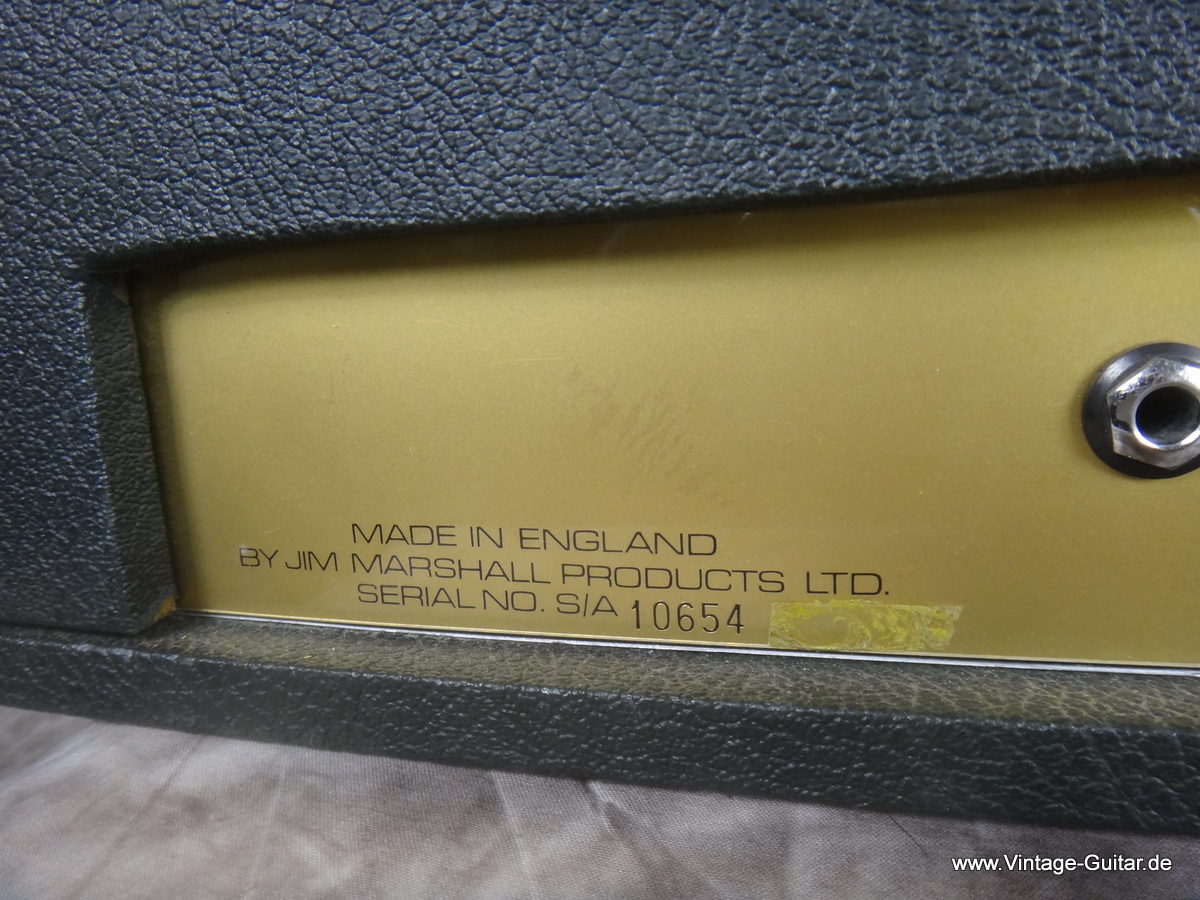 MADE IN ENGLAND
BY JIM MARSHALL PRODUCTS LTD.
SERIAL NO. S/A 10654
www.Vintage-Guitar.de